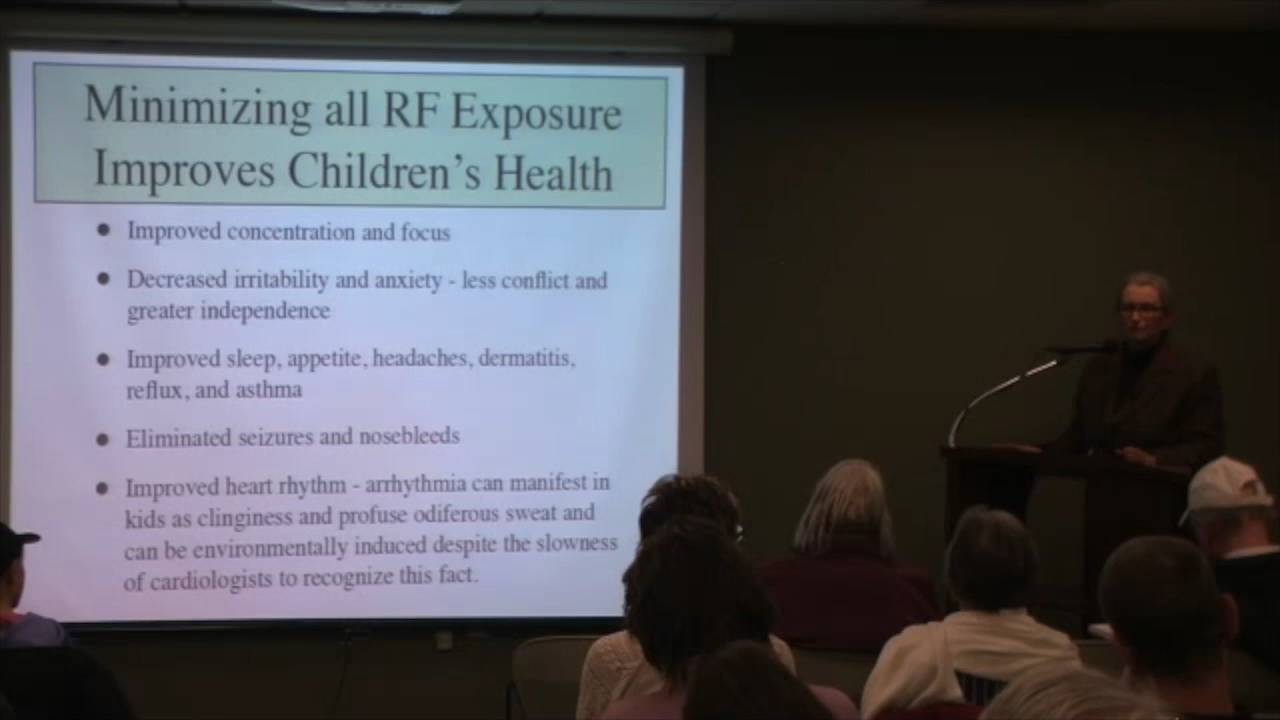 Minimizing all RF Exposure
Improves Children's Health
• Improved concentration and focus
• Decreased irritability and anxiety - less conflict and
greater independence
• Improved sleep, appetite, headaches, dermatitis,
reflux, and asthma
• Eliminated seizures and nosebleeds
• Improved heart rhythm - arrhythmia can manifest in
kids as clinginess and profuse odiferous sweat and
can be environmentally induced despite the slowness
of cardiologists to recognize this fact.